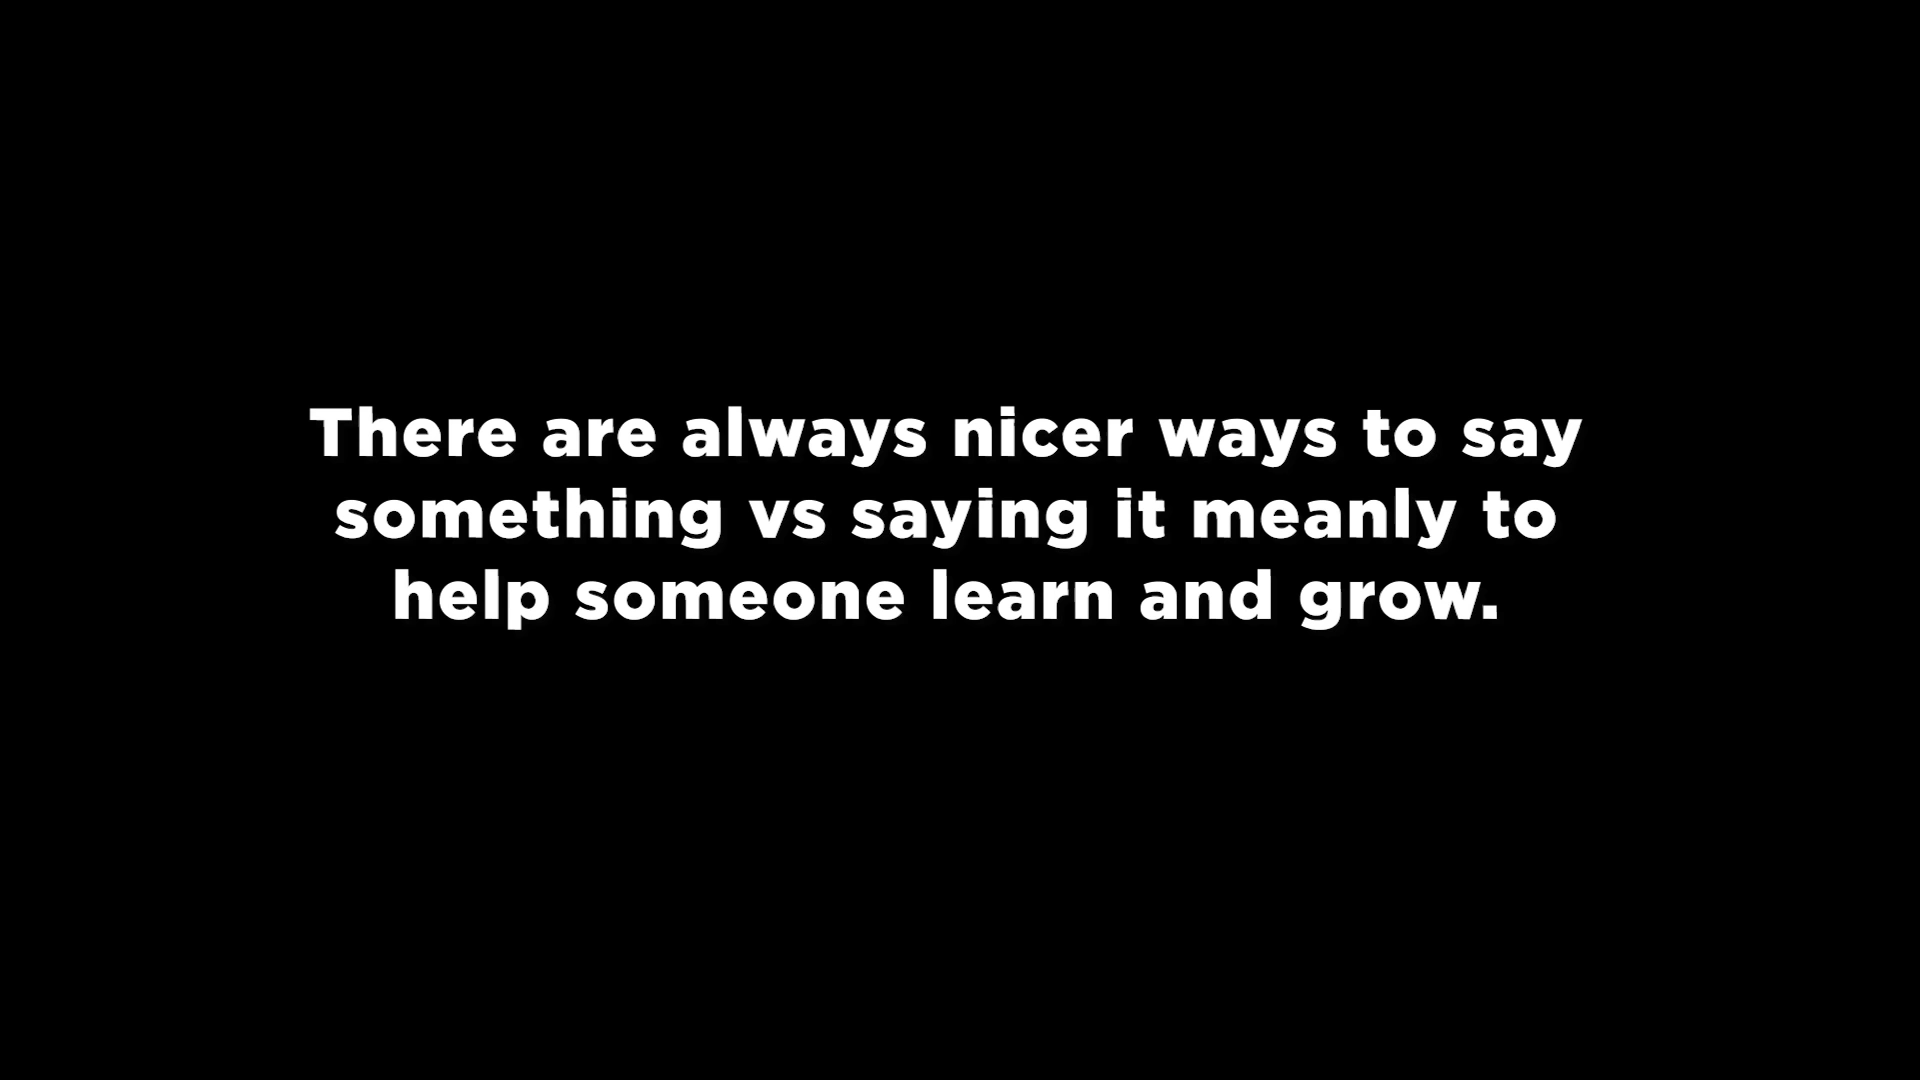 There are always nicer ways to say
something vs saying it meanly to
help someone learn and grow.